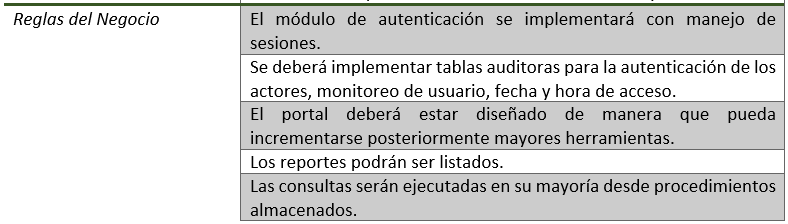 Reglas del Negocio
El módulo de autenticación se implementará con manejo de
sesiones.
Se deberá implementar tablas auditoras para la autenticación de los
actores, monitoreo de usuario, fecha y hora de acceso.
El portal deberá estar diseñado de manera que pueda
incrementarse posteriormente mayores herramientas.
Los reportes podrán ser listados.
Las consultas serán ejecutadas en su mayoría desde procedimientos
almacenados.